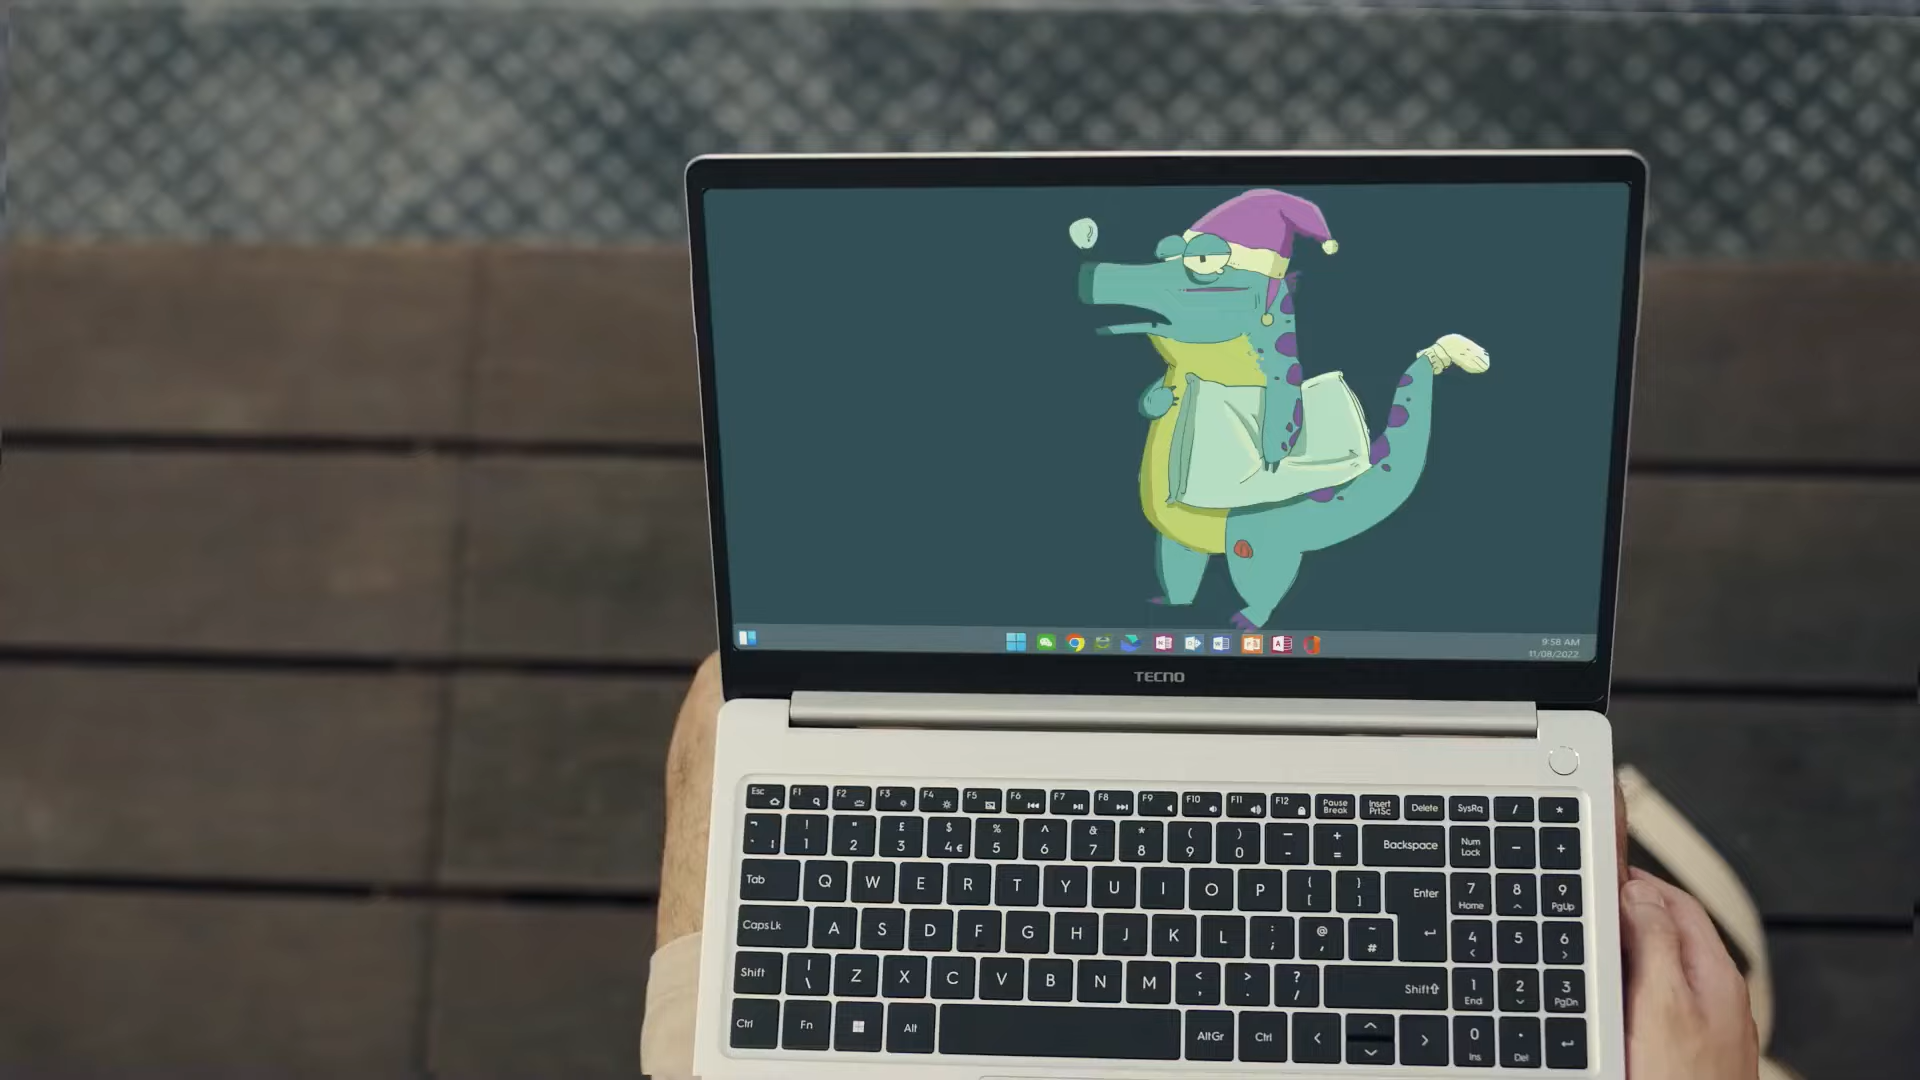 9:58 AM
11/08/2022
TECNO
Esc F1 F2 F3 F4 F5 F6 F7 F8 F9 F10 F11 F12 Pause Break Insert PrtSc Delete SysRq / *
! " £ $ % ^ & * ( ) — +
1 2 3 4 € 5 6 7 8 9 0 - = Backspace Num Lock − +
Tab Q W E R T Y U I O P { [ } ] Enter 7 Home 8 9 PgUp
Caps Lk A S D F G H J K L : ; @ ' ~ # 4 5 6
Shift | \ Z X C V B N M < , > . ? / Shift 1 End 2 3 PgDn
Ctrl Fn Alt Alt Gr Ctrl 0 Ins . Del